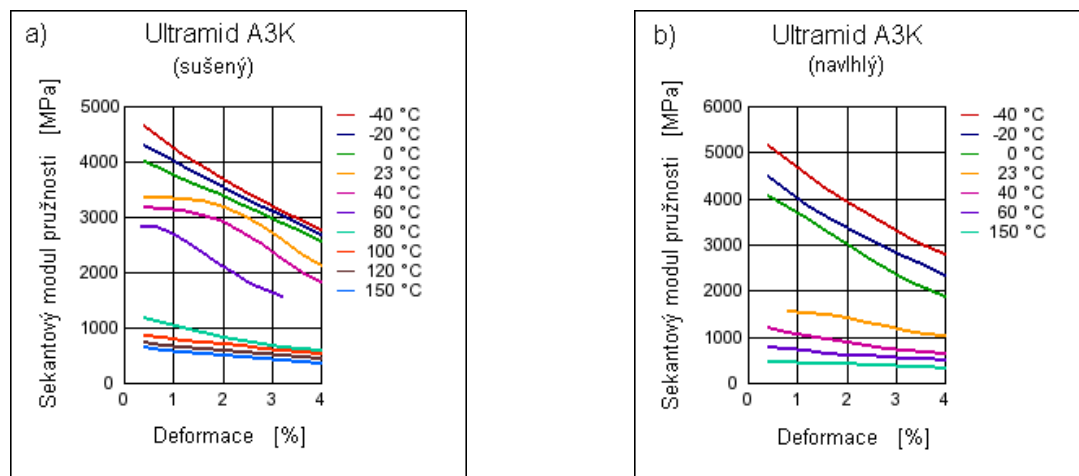 a)
Ultramid A3K
(sušený)
Sekantový modul pružnosti [MPa]
5000
4000
3000
2000
1000
0
0 1 2 3 4
Deformace [%]
-40 °C
-20 °C
0 °C
23 °C
40 °C
60 °C
80 °C
100 °C
120 °C
150 °C
b)
Ultramid A3K
(navlhlý)
Sekantový modul pružnosti [MPa]
6000
5000
4000
3000
2000
1000
0
0 1 2 3 4
Deformace [%]
-40 °C
-20 °C
0 °C
23 °C
40 °C
60 °C
150 °C